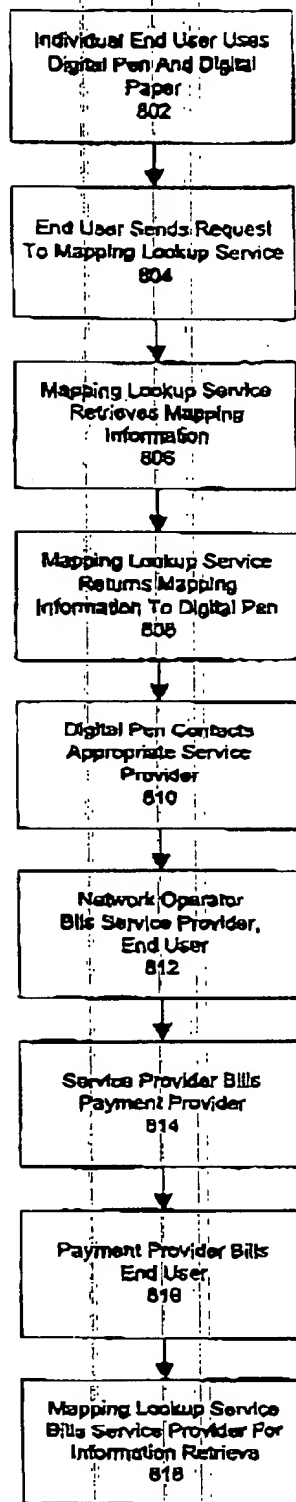 Individual End User Uses
Digital Pen And Digital
Paper
802
End User Sends Request
To Mapping Lookup Service
804
Mapping Lookup Service
Retrieves Mapping
Information
806
Mapping Lookup Service
Returns Mapping
Information To Digital Pen
808
Digital Pen Contacts
Appropriate Service
Provider
810
Network Operator
Bills Service Provider,
End User
812
Service Provider Bills
Payment Provider
814
Payment Provider Bills
End User
816
Mapping Lookup Service
Bills Service Provider For
Information Retrieva
818